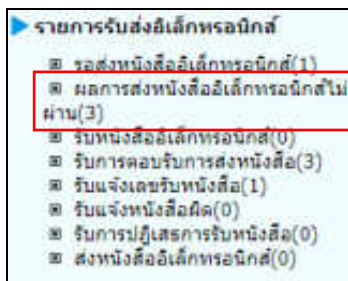 รายการรับส่งอิเล็กทรอนิกส์
รอส่งหนังสืออิเล็กทรอนิกส์(1)
ผลการส่งหนังสืออิเล็กทรอนิกส์ไม่
ผ่าน(3)
รับหนังสืออิเล็กทรอนิกส์(0)
รับการตอบรับการส่งหนังสือ(3)
รับแจ้งเลขรับหนังสือ(1)
รับแจ้งหนังสือผิด(0)
รับการปฏิเสธการรับหนังสือ(0)
ส่งหนังสืออิเล็กทรอนิกส์(0)